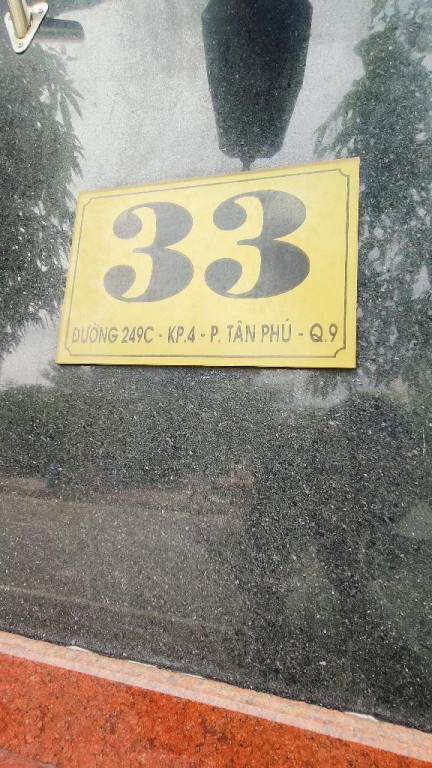 33
ĐƯỜNG 249C - KP.4 - P. TÂN PHÚ - Q.9